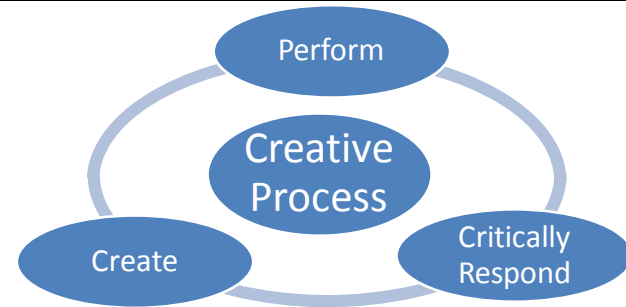 Perform
Creative
Process
Create
Critically
Respond